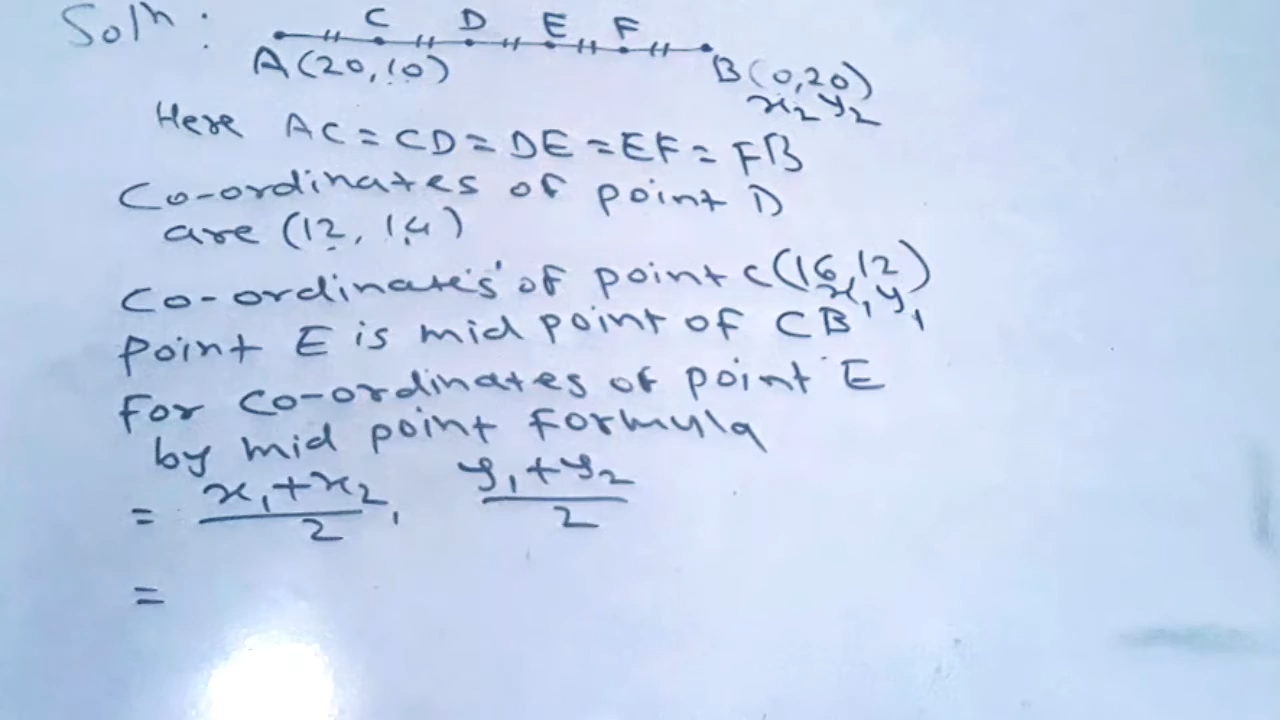 Soln:
C D E F
A(20,10) B(0,20)
x2 y2
Here AC=CD=DE=EF=FB
Co-ordinates of point D
are (12, 14)
Co-ordinates of point C(16,12)
x1 y1
Point E is mid point of CB
For Co-ordinates of point E
by mid point Formula
= x1+x2/2, y1+y2/2
=